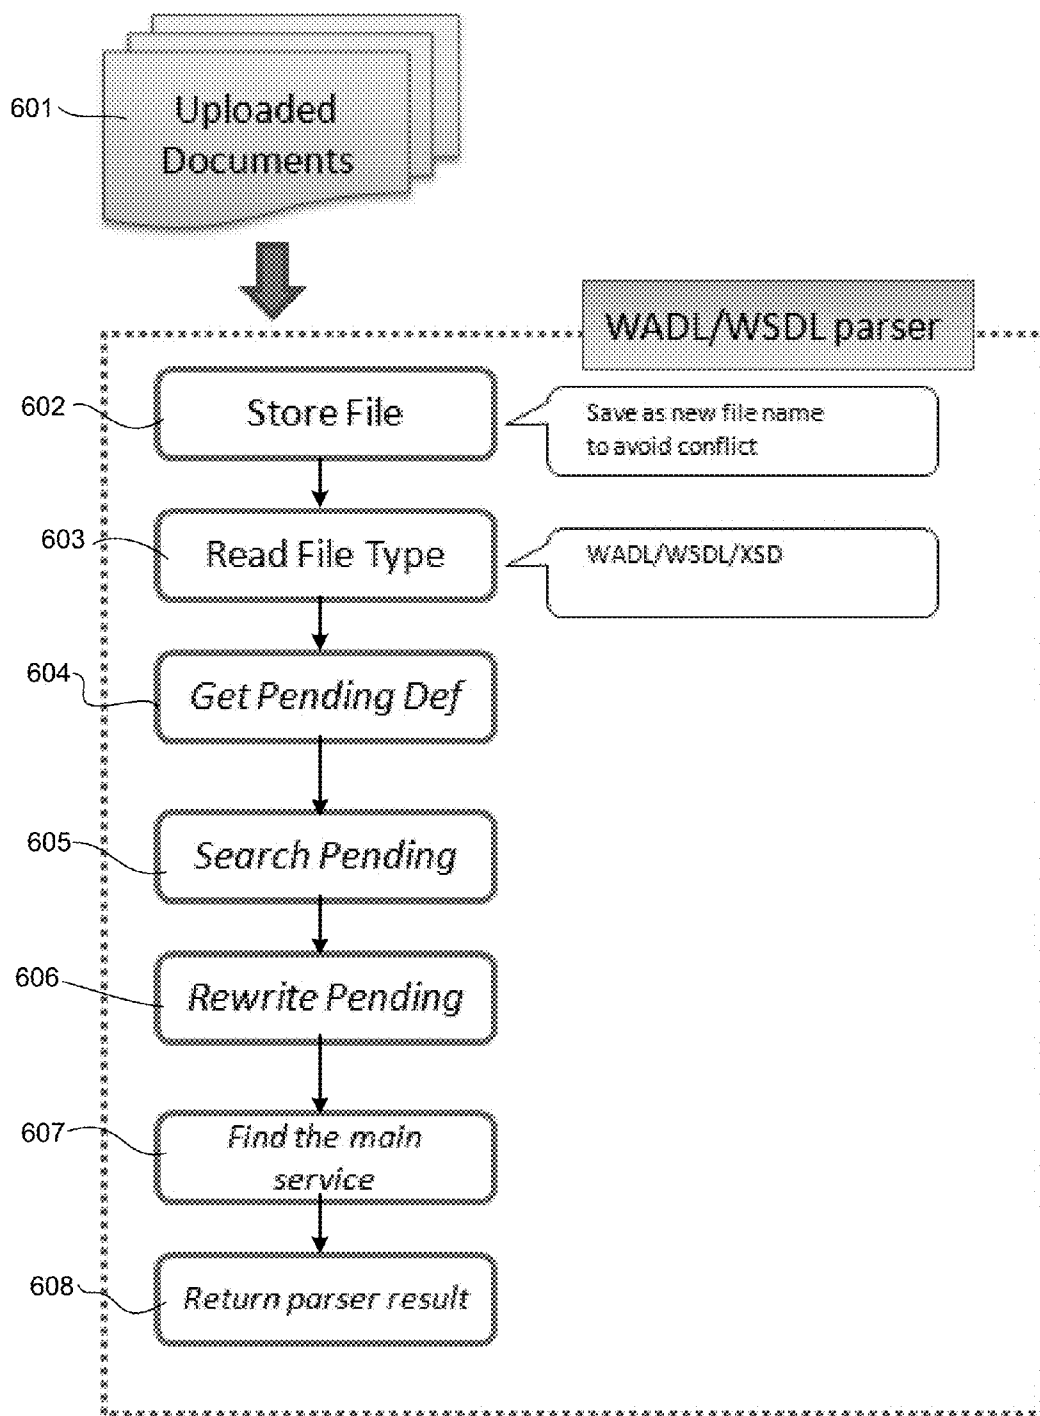 601
Uploaded
Documents
WADL/WSDL parser
602
Store File
Save as new file name
to avoid conflict
603
Read File Type
WADL/WSDL/XSD
604
Get Pending Def
605
Search Pending
606
Rewrite Pending
607
Find the main
service
608
Return parser result